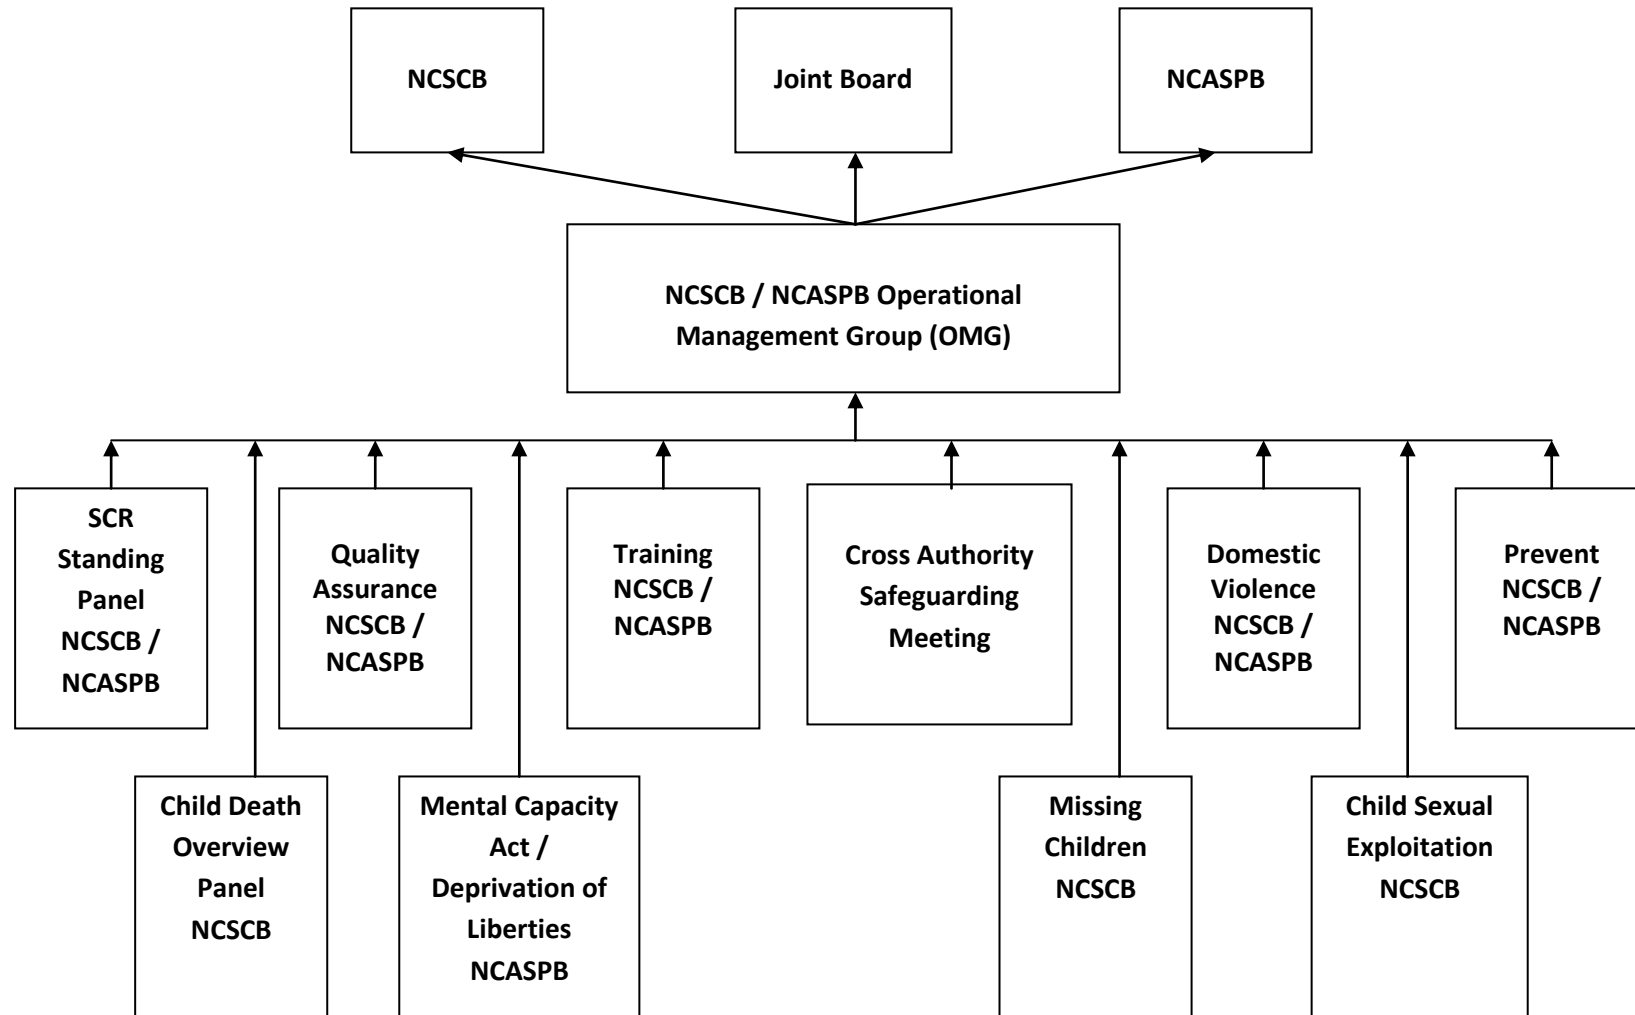 NCSCB
Joint Board
NCASPB
NCSCB / NCASPB Operational
Management Group (OMG)
SCR
Standing
Panel
NCSCB /
NCASPB
Quality
Assurance
NCSCB /
NCASPB
Training
NCSCB /
NCASPB
Cross Authority
Safeguarding
Meeting
Domestic
Violence
NCSCB /
NCASPB
Prevent
NCSCB /
NCASPB
Child Death
Overview
Panel
NCSCB
Mental Capacity
Act /
Deprivation of
Liberties
NCASPB
Missing
Children
NCSCB
Child Sexual
Exploitation
NCSCB